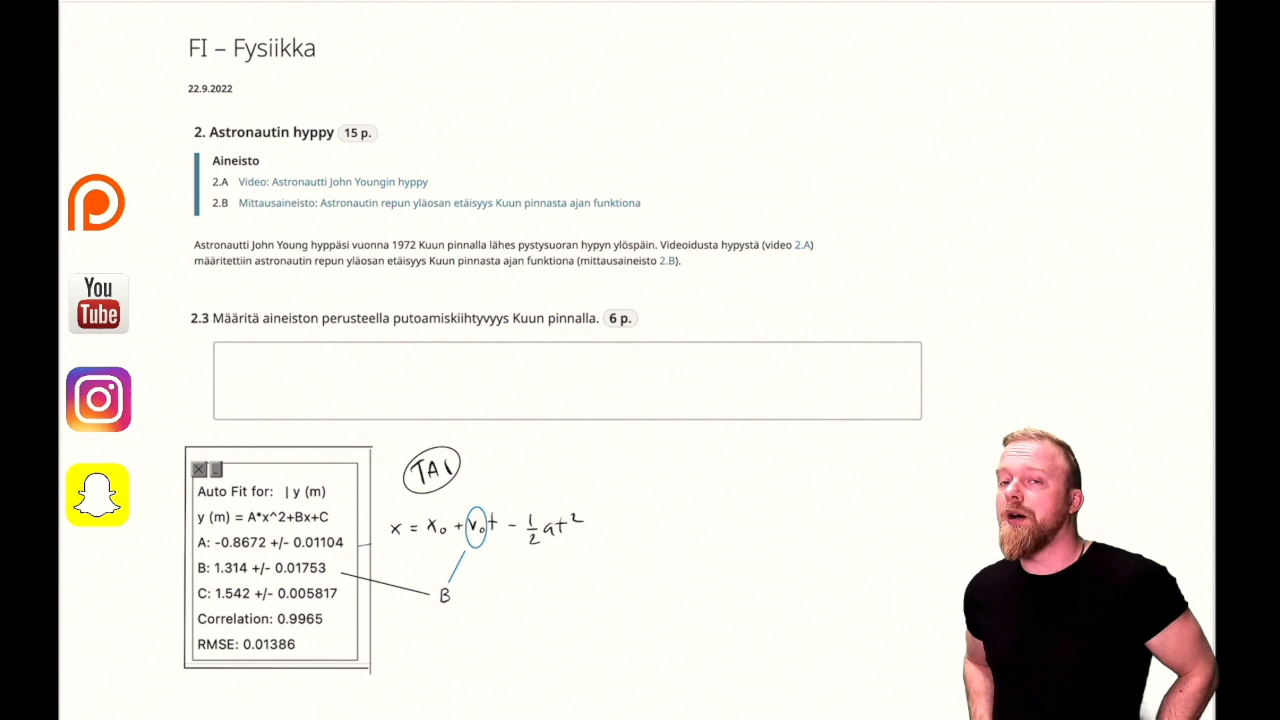 FI – Fysiikka
22.9.2022
2. Astronautin hyppy 15 p.
Aineisto
2.A Video: Astronautti John Youngin hyppy
2.B Mittausaineisto: Astronautin repun yläosan etäisyys Kuun pinnasta ajan funktiona
Astronautti John Young hyppäsi vuonna 1972 Kuun pinnalla lähes pystysuoran hypyn ylöspäin. Videoidusta hypystä (video 2.A)
määritettiin astronautin repun yläosan etäisyys Kuun pinnasta ajan funktiona (mittausaineisto 2.B).
2.3 Määritä aineiston perusteella putoamiskiihtyvyys Kuun pinnalla. 6 p.
You
Tube
Auto Fit for: | y (m)
y (m) = A*x^2+Bx+C
A: -0.8672 +/- 0.01104
B: 1.314 +/- 0.01753
C: 1.542 +/- 0.005817
Correlation: 0.9965
RMSE: 0.01386
TAI
x = x₀ + v₀t - ½at²
B